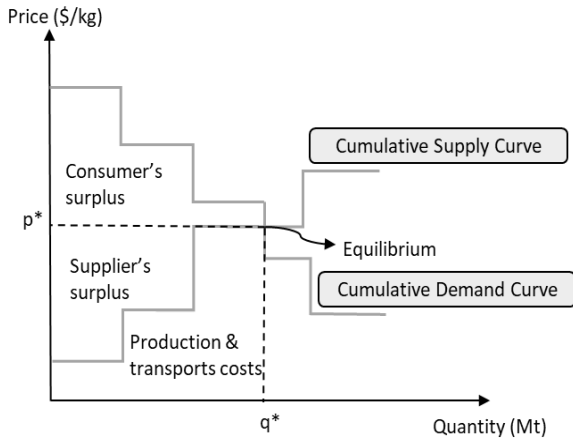 Price ($/kg)
Cumulative Supply Curve
Consumer's
surplus
p*
Equilibrium
Supplier's
surplus
Cumulative Demand Curve
Production &
transports costs
q*
Quantity (Mt)